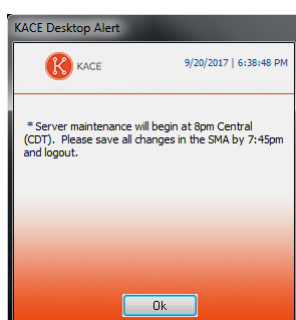 KACE Desktop Alert
K KACE 9/20/2017 | 6:38:48 PM
* Server maintenance will begin at 8pm Central
(CDT). Please save all changes in the SMA by 7:45pm
and logout.
Ok